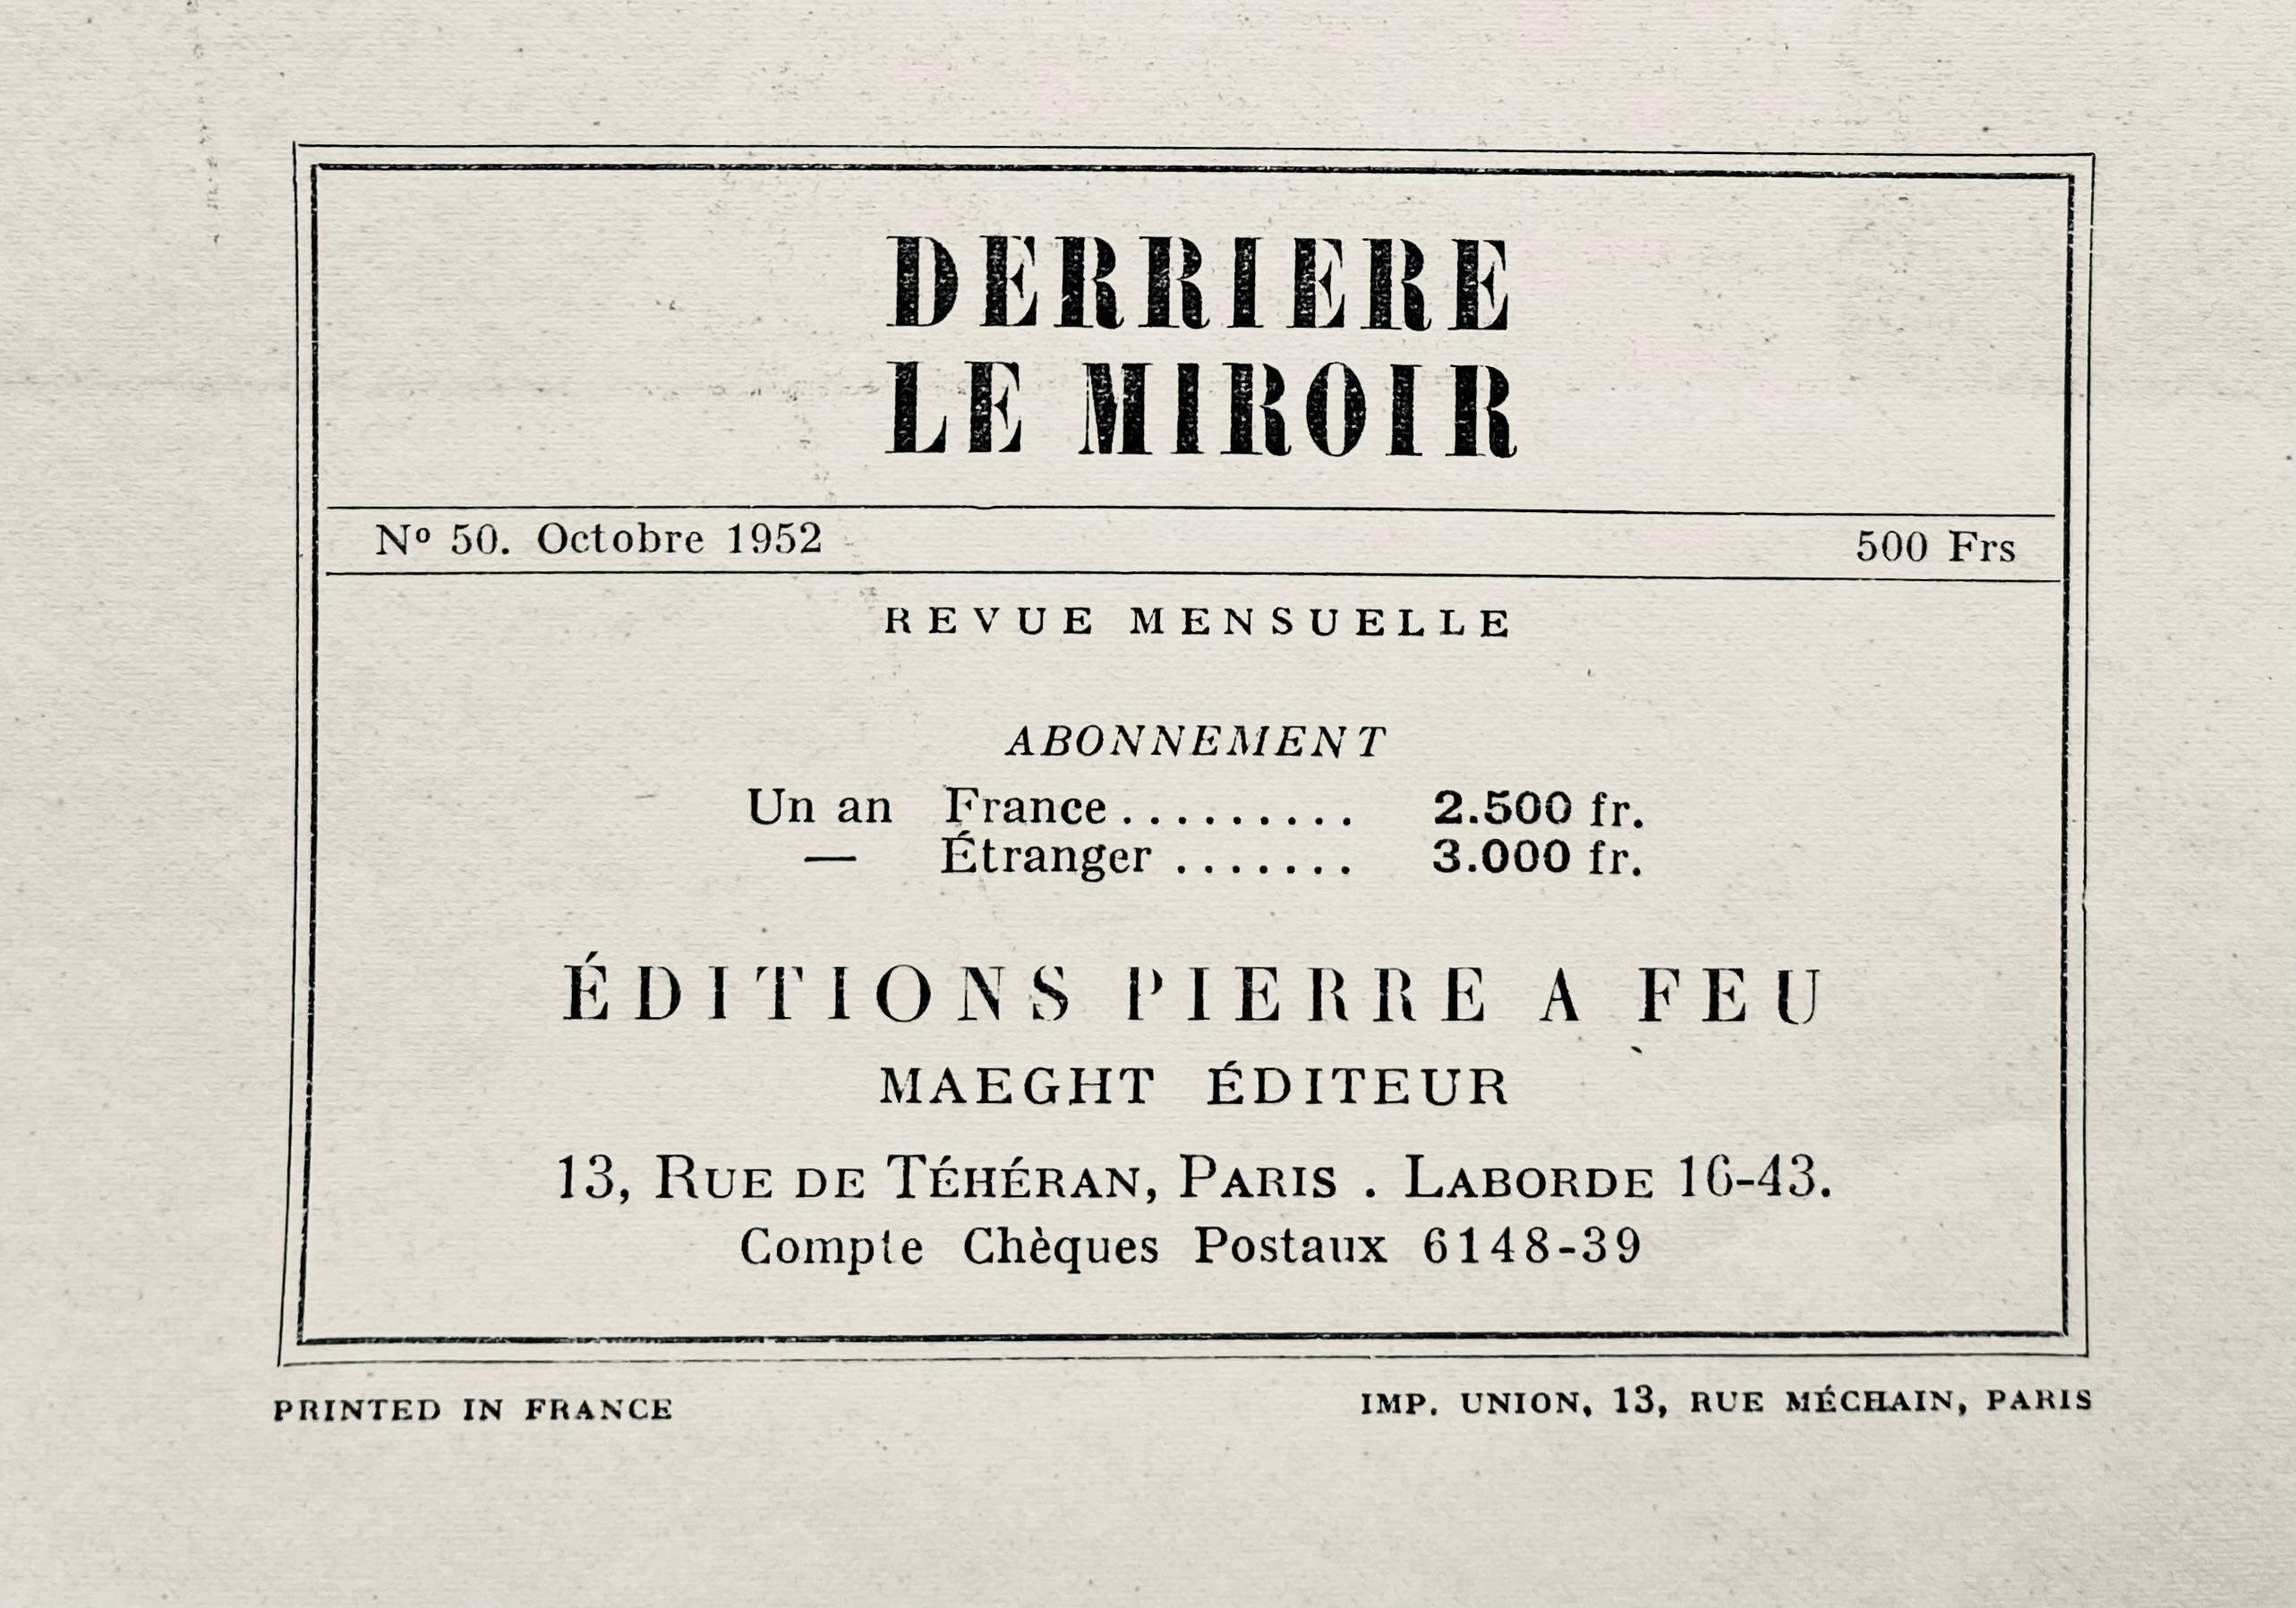 DERRIERE
LE MIROIR
Nº 50. Octobre 1952 500 Frs
REVUE MENSUELLE
ABONNEMENT
Un an France......... 2.500 fr.
— Étranger ....... 3.000 fr.
ÉDITIONS PIERRE A FEU
MAEGHT ÉDITEUR
13, RUE DE TÉHÉRAN, PARIS . LABORDE 16-43.
Compte Chèques Postaux 6148-39
PRINTED IN FRANCE IMP. UNION, 13, RUE MÉCHAIN, PARIS